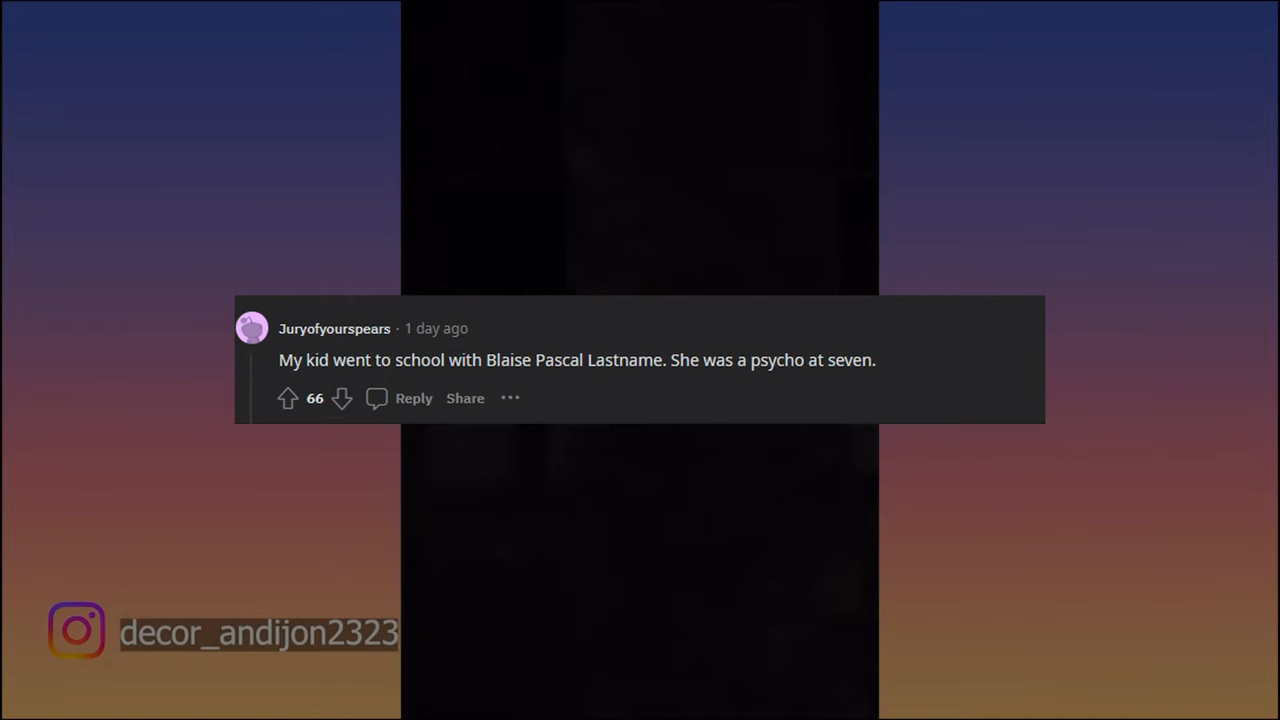 Juryofyourspears · 1 day ago
My kid went to school with Blaise Pascal Lastname. She was a psycho at seven.
66 Reply Share ···
decor_andijon2323